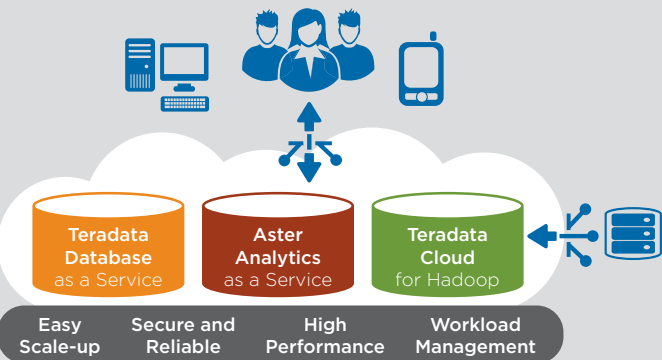 Teradata
Database
as a Service
Aster
Analytics
as a Service
Teradata
Cloud
for Hadoop
Easy
Scale-up
Secure and
Reliable
High
Performance
Workload
Management